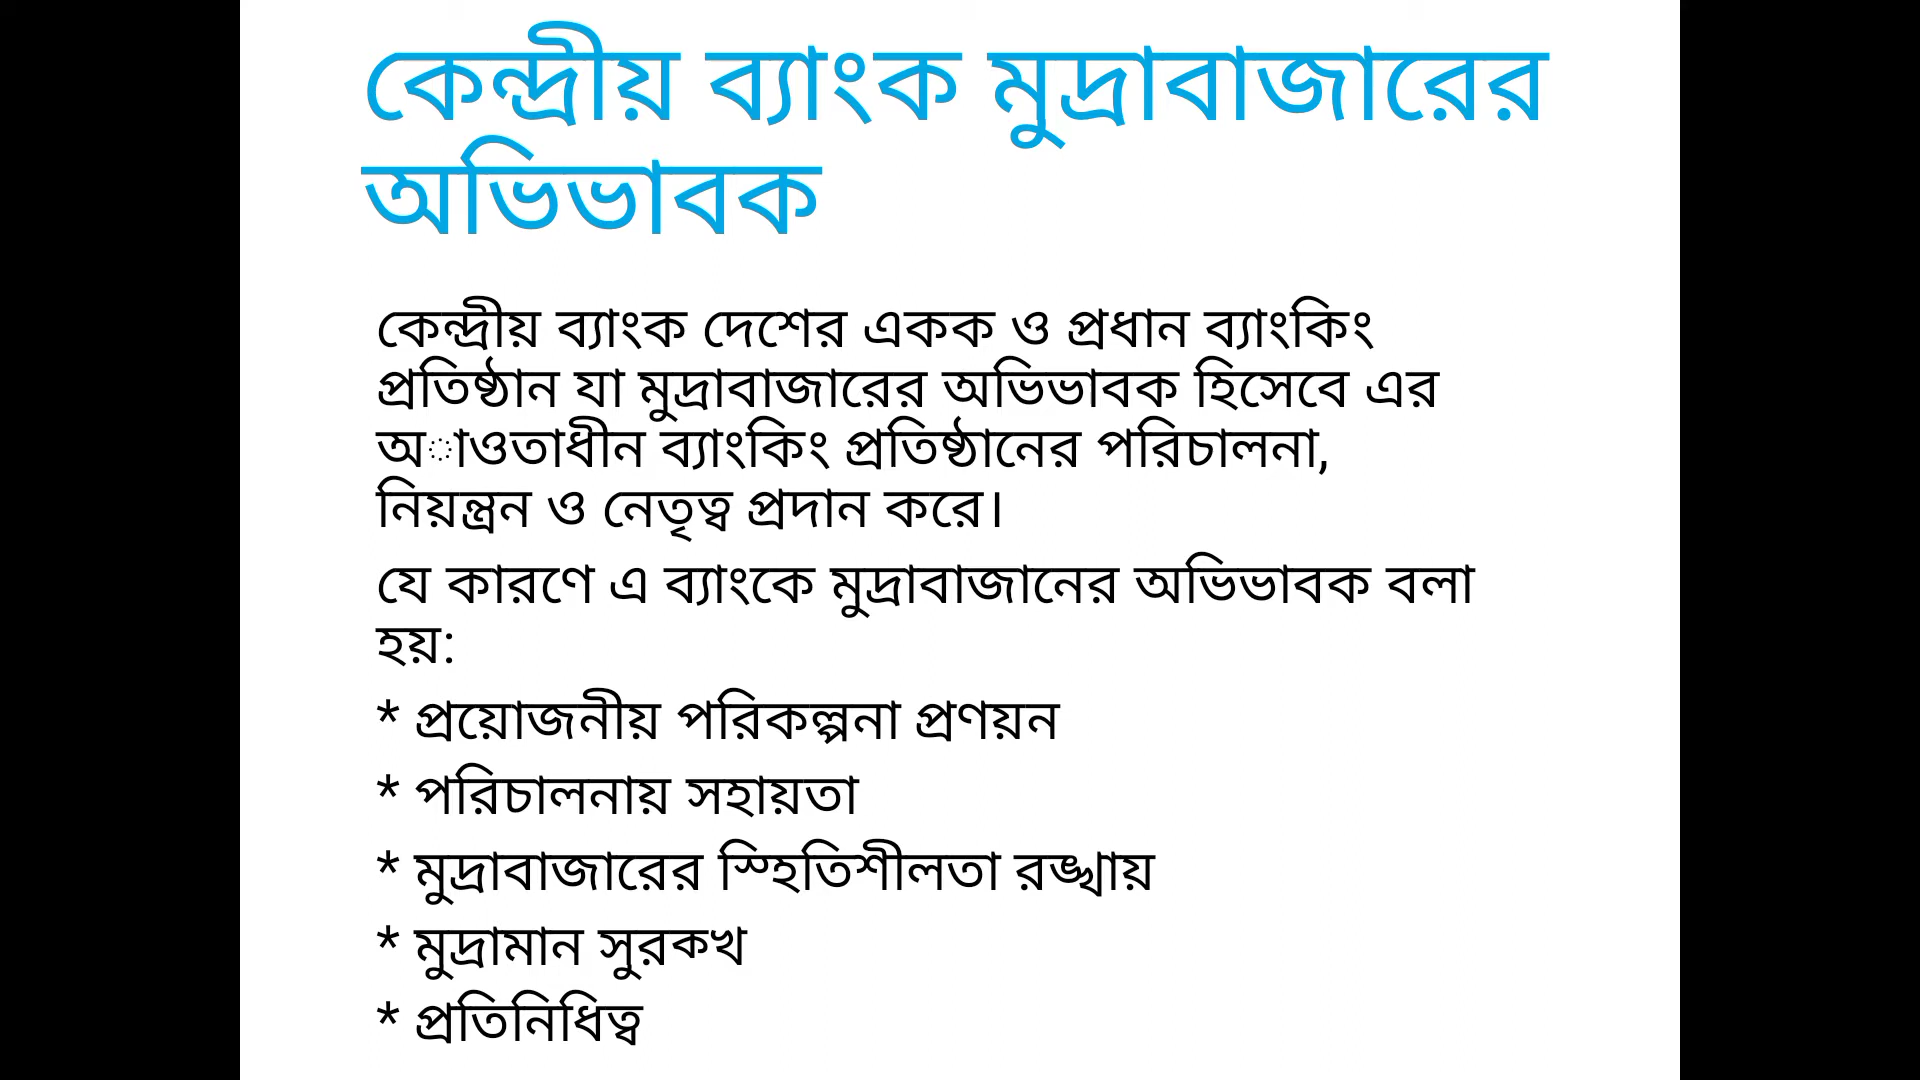 কেন্দ্রীয় ব্যাংক মুদ্রাবাজারের
অভিভাবক
কেন্দ্রীয় ব্যাংক দেশের একক ও প্রধান ব্যাংকিং
প্রতিষ্ঠান যা মুদ্রাবাজারের অভিভাবক হিসেবে এর
অাওতাধীন ব্যাংকিং প্রতিষ্ঠানের পরিচালনা,
নিয়ন্ত্রন ও নেতৃত্ব প্রদান করে।
যে কারণে এ ব্যাংকে মুদ্রাবাজানের অভিভাবক বলা
হয়:
* প্রয়োজনীয় পরিকল্পনা প্রণয়ন
* পরিচালনায় সহায়তা
* মুদ্রাবাজারের স্হিতিশীলতা রঙ্খায়
* মুদ্রামান সুরক্খ
* প্রতিনিধিত্ব